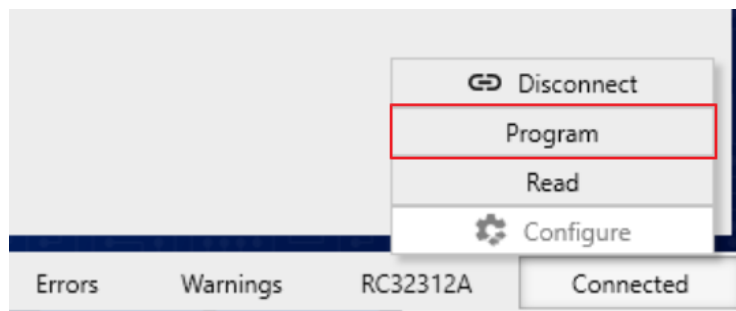 Disconnect
Program
Read
Configure
Errors Warnings RC32312A Connected